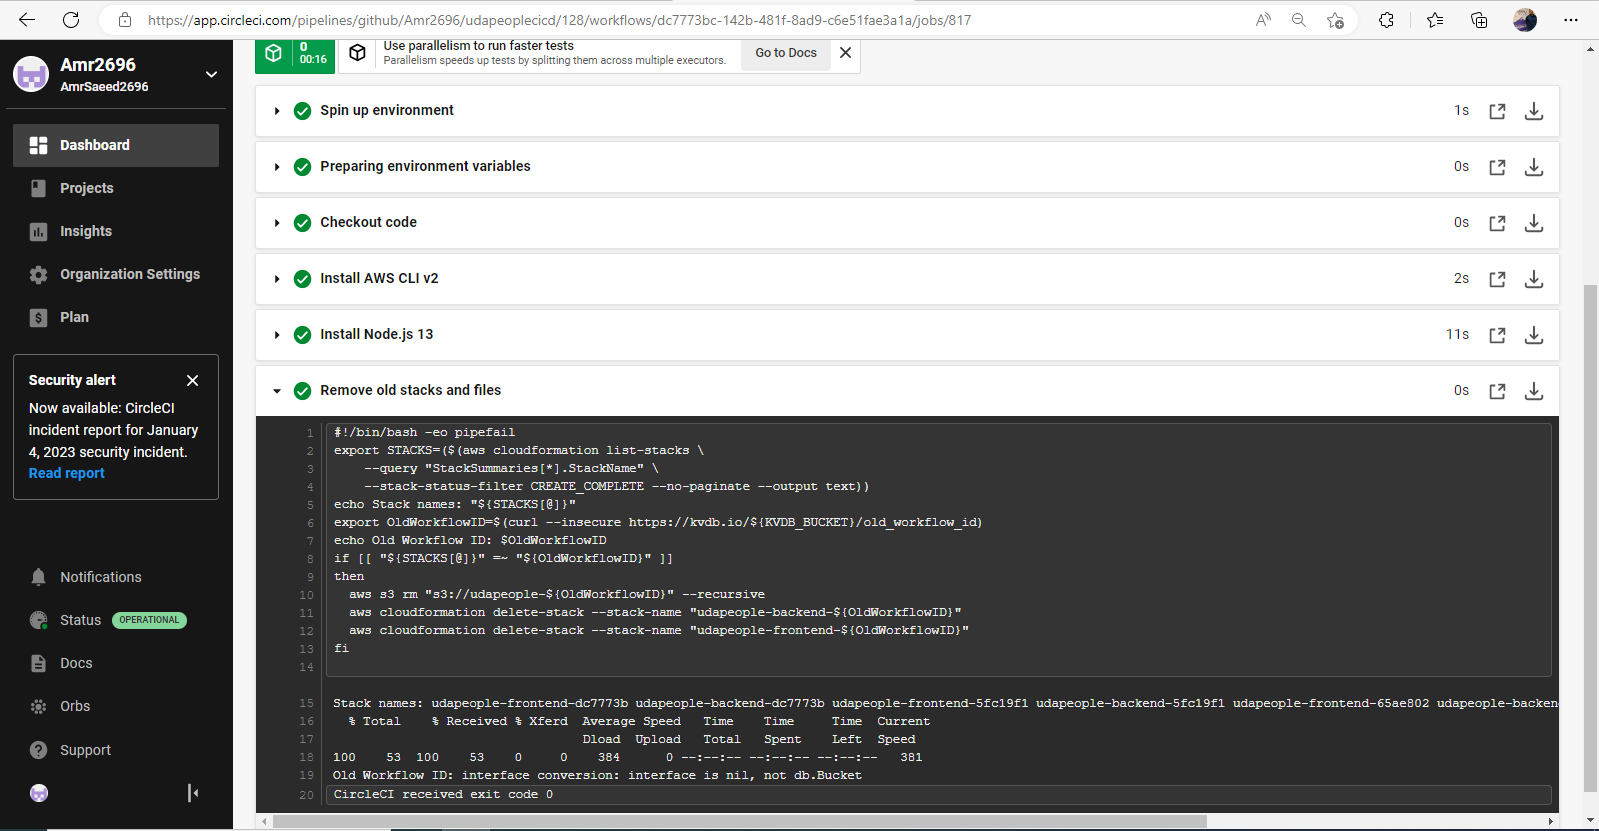 https://app.circleci.com/pipelines/github/Amr2696/udapeoplecicd/128/workflows/dc7773bc-142b-481f-8ad9-c6e51fae3a1a/jobs/817
Amr2696
AmrSaeed2696
Dashboard
Projects
Insights
Organization Settings
Plan
Security alert
Now available: CircleCI
incident report for January
4, 2023 security incident.
Read report
Notifications
Status OPERATIONAL
Docs
Orbs
Support
0
00:16
Use parallelism to run faster tests
Parallelism speeds up tests by splitting them across multiple executors.
Go to Docs
Spin up environment 1s
Preparing environment variables 0s
Checkout code 0s
Install AWS CLI v2 2s
Install Node.js 13 11s
Remove old stacks and files 0s
1 #!/bin/bash -eo pipefail
2 export STACKS=($(aws cloudformation list-stacks \
3 --query "StackSummaries[*].StackName" \
4 --stack-status-filter CREATE_COMPLETE --no-paginate --output text))
5 echo Stack names: "${STACKS[@]}"
6 export OldWorkflowID=$(curl --insecure https://kvdb.io/${KVDB_BUCKET}/old_workflow_id)
7 echo Old Workflow ID: $OldWorkflowID
8 if [[ "${STACKS[@]}" =~ "${OldWorkflowID}" ]]
9 then
10 aws s3 rm "s3://udapeople-${OldWorkflowID}" --recursive
11 aws cloudformation delete-stack --stack-name "udapeople-backend-${OldWorkflowID}"
12 aws cloudformation delete-stack --stack-name "udapeople-frontend-${OldWorkflowID}"
13 fi
14
15 Stack names: udapeople-frontend-dc7773b udapeople-backend-dc7773b udapeople-frontend-5fc19f1 udapeople-backend-5fc19f1 udapeople-frontend-65ae802 udapeople-backen
16 % Total % Received % Xferd Average Speed Time Time Time Current
17 Dload Upload Total Spent Left Speed
18 100 53 100 53 0 0 384 0 --:--:-- --:--:-- --:--:-- 381
19 Old Workflow ID: interface conversion: interface is nil, not db.Bucket
20 CircleCI received exit code 0